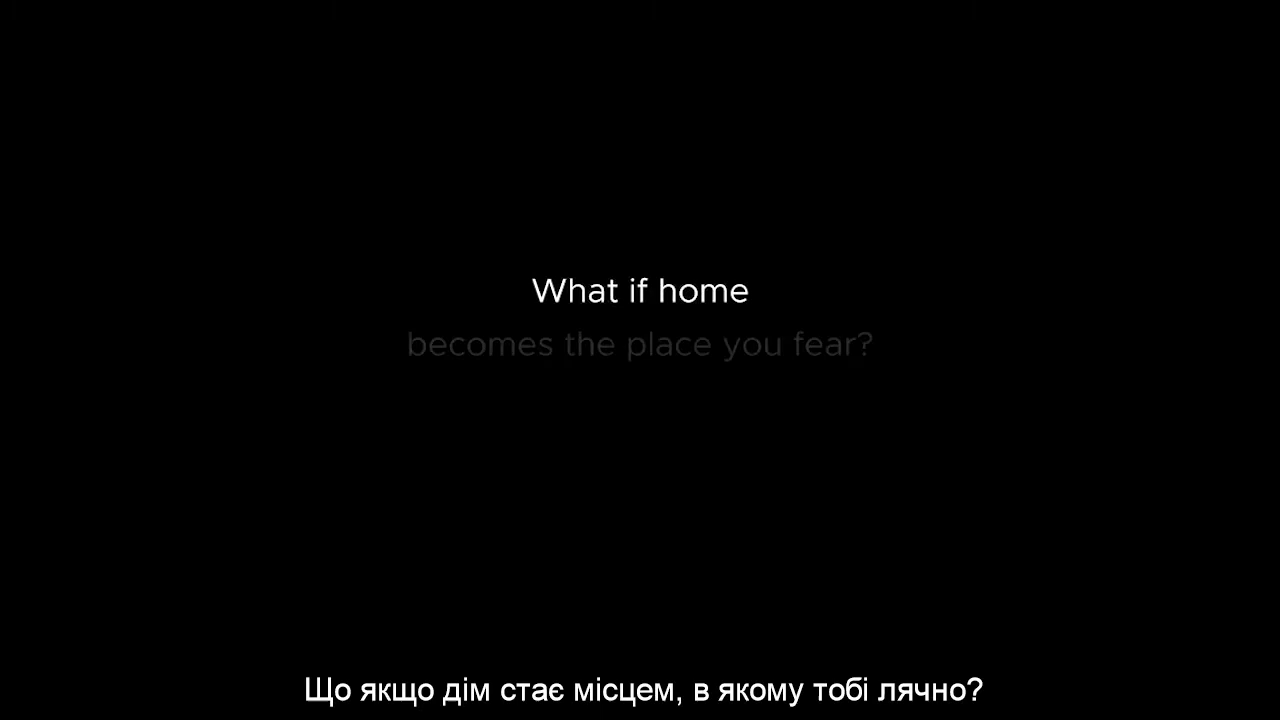 What if home
becomes the place you fear?
Що якщо дім стає місцем, в якому тобі лячно?